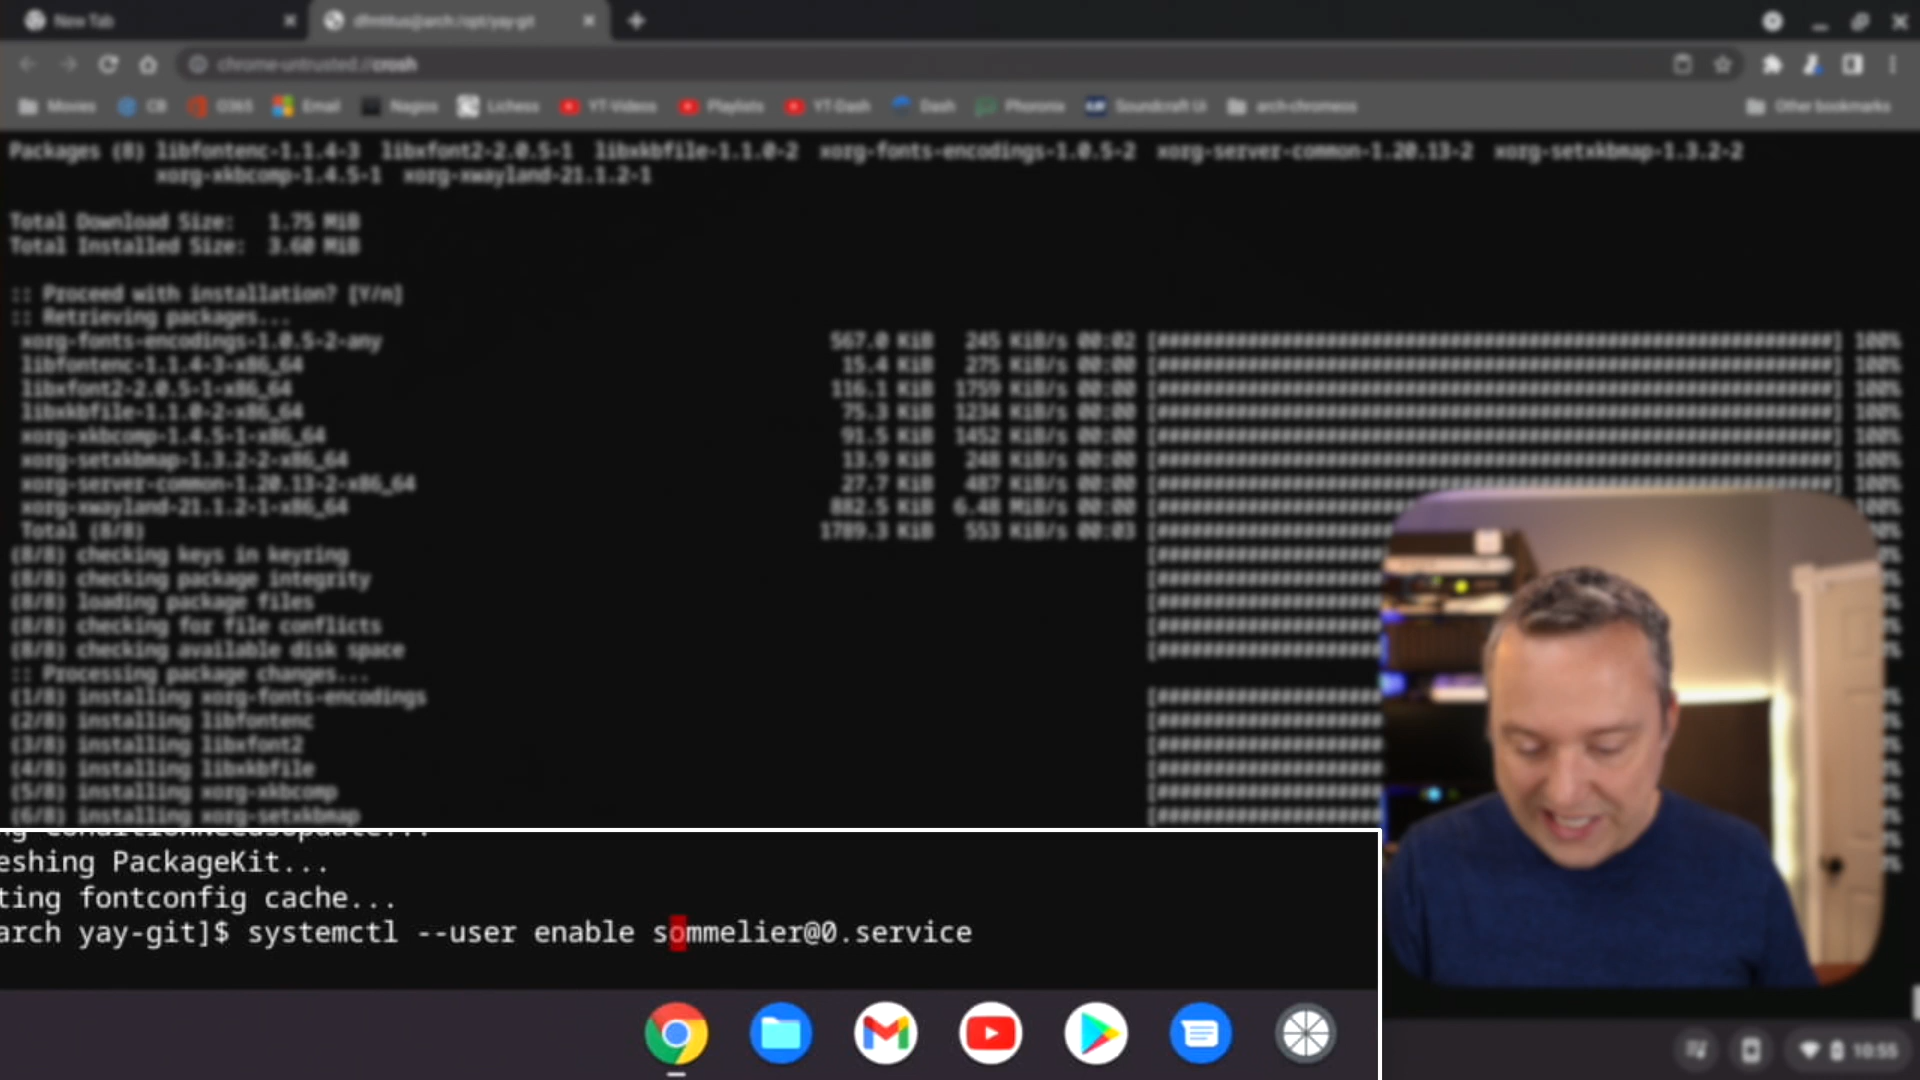 New Tab
dfmtitus@arch:/opt/yay-git
chrome-untrusted://crosh
Movies CB O365 Email Nagios Lichess YT-Videos Playlists YT-Dash Dash Phoronix Soundcraft Ui arch-chromeos Other bookmarks
Packages (8) libfontenc-1.1.4-3 libxfont2-2.0.5-1 libxkbfile-1.1.0-2 xorg-fonts-encodings-1.0.5-2 xorg-server-common-1.20.13-2 xorg-setxkbmap-1.3.2-2
xorg-xkbcomp-1.4.5-1 xorg-xwayland-21.1.2-1
Total Download Size: 1.75 MiB
Total Installed Size: 3.60 MiB
:: Proceed with installation? [Y/n]
:: Retrieving packages...
xorg-fonts-encodings-1.0.5-2-any 567.0 KiB 245 KiB/s 00:02 100%
libfontenc-1.1.4-3-x86_64 15.4 KiB 275 KiB/s 00:00 100%
libxfont2-2.0.5-1-x86_64 116.1 KiB 1759 KiB/s 00:00 100%
libxkbfile-1.1.0-2-x86_64 75.3 KiB 1234 KiB/s 00:00 100%
xorg-xkbcomp-1.4.5-1-x86_64 91.5 KiB 1452 KiB/s 00:00 100%
xorg-setxkbmap-1.3.2-2-x86_64 13.9 KiB 248 KiB/s 00:00 100%
xorg-server-common-1.20.13-2-x86_64 27.7 KiB 487 KiB/s 00:00 100%
xorg-xwayland-21.1.2-1-x86_64 882.5 KiB 6.48 MiB/s 00:00
Total (8/8) 1789.3 KiB 553 KiB/s 00:03
(8/8) checking keys in keyring
(8/8) checking package integrity
(8/8) loading package files
(8/8) checking for file conflicts
(8/8) checking available disk space
:: Processing package changes...
(1/8) installing xorg-fonts-encodings
(2/8) installing libfontenc
(3/8) installing libxfont2
(4/8) installing libxkbfile
(5/8) installing xorg-xkbcomp
(6/8) installing xorg-setxkbmap
ng ConditionNeedsUpdate...
eshing PackageKit...
ting fontconfig cache...
arch yay-git]$ systemctl --user enable sommelier@0.service
10:55